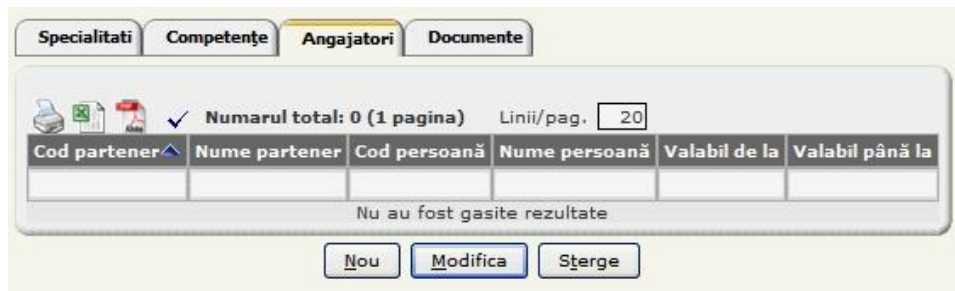 Specialitati Competenţe Angajatori Documente
Numarul total: 0 (1 pagina) Linii/pag. 20
Cod partener Nume partener Cod persoană Nume persoană Valabil de la Valabil până la
Nu au fost gasite rezultate
Nou Modifica Sterge